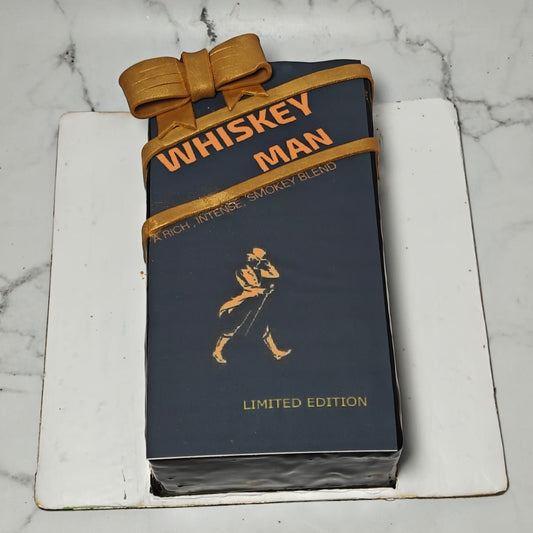 WHISKEY
MAN
A RICH , INTENSE, SMOKEY BLEND
LIMITED EDITION